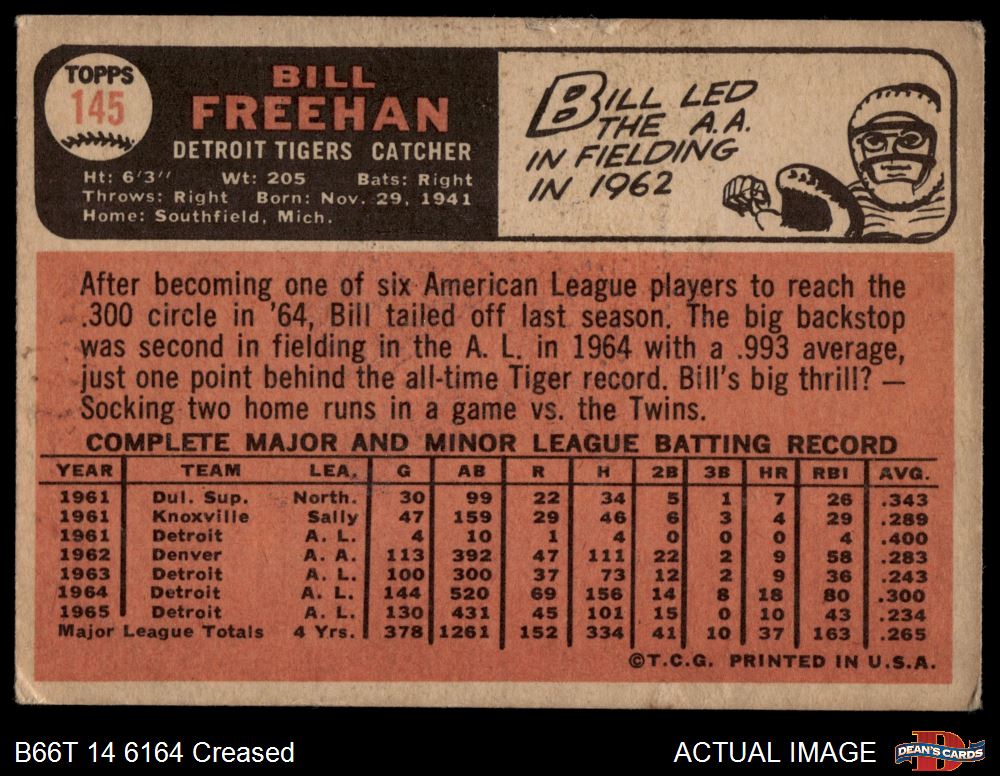 TOPPS
145
BILL
FREEHAN
DETROIT TIGERS CATCHER
Ht: 6'3" Wt: 205 Bats: Right
Throws: Right Born: Nov. 29, 1941
Home: Southfield, Mich.
BILL LED
THE A.A.
IN FIELDING
IN 1962
After becoming one of six American League players to reach the
.300 circle in '64, Bill tailed off last season. The big backstop
was second in fielding in the A. L. in 1964 with a .993 average,
just one point behind the all-time Tiger record. Bill's big thrill? —
Socking two home runs in a game vs. the Twins.
COMPLETE MAJOR AND MINOR LEAGUE BATTING RECORD
YEAR TEAM LEA. G AB R H 2B 3B HR RBI AVG.
1961 Dul. Sup. North. 30 99 22 34 5 1 7 26 .343
1961 Knoxville Sally 47 159 29 46 6 3 4 29 .289
1961 Detroit A. L. 4 10 1 4 0 0 0 4 .400
1962 Denver A. A. 113 392 47 111 22 2 9 58 .283
1963 Detroit A. L. 100 300 37 73 12 2 9 36 .243
1964 Detroit A. L. 144 520 69 156 14 8 18 80 .300
1965 Detroit A. L. 130 431 45 101 15 0 10 43 .234
Major League Totals 4 Yrs. 378 1261 152 334 41 10 37 163 .265
©T.C.G. PRINTED IN U.S.A.
B66T 14 6164 Creased
ACTUAL IMAGE
D
DEAN'S CARDS